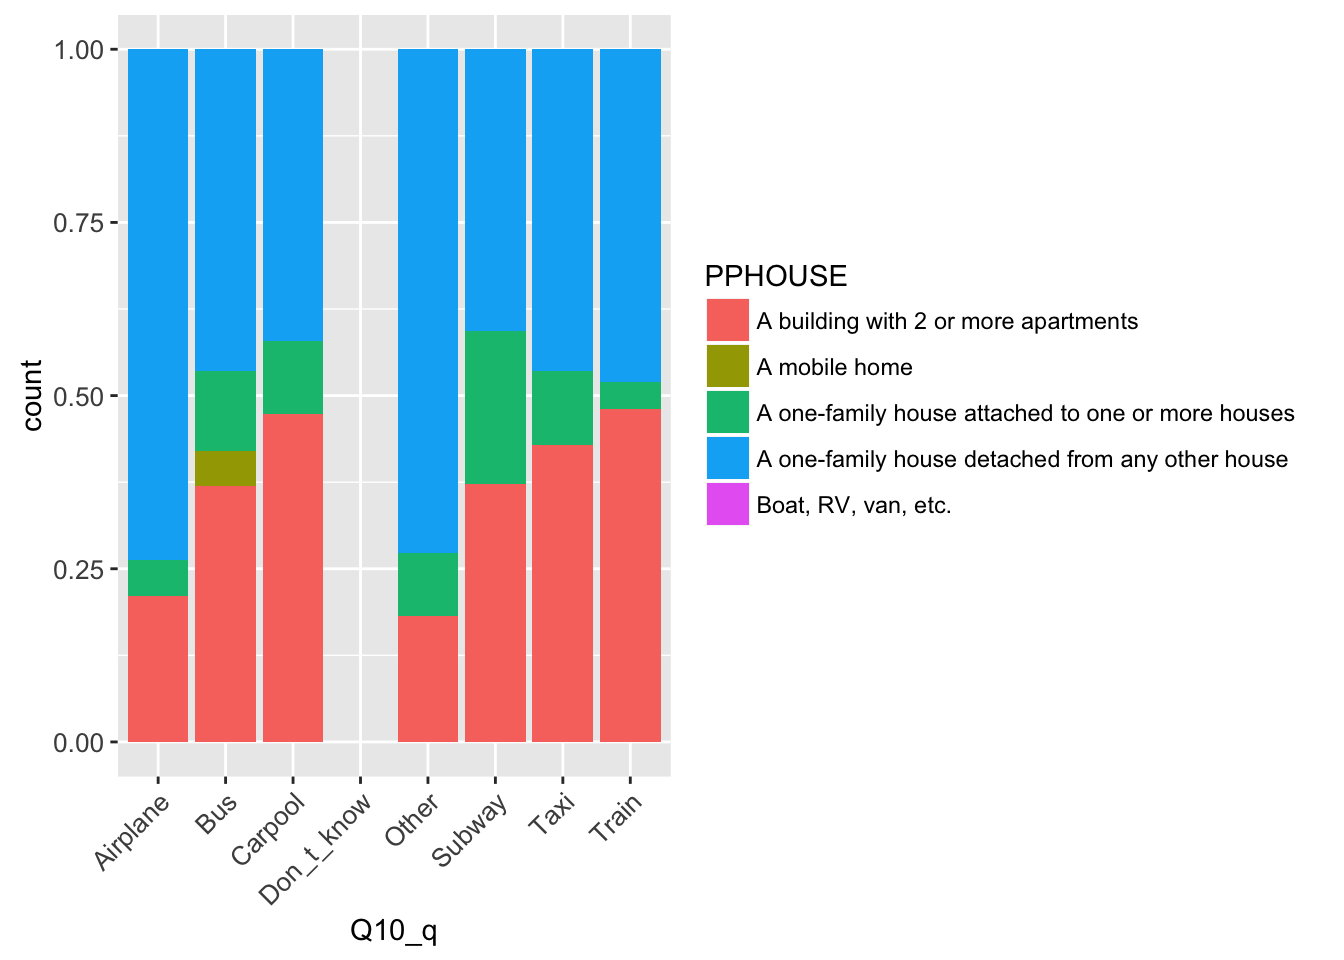 1.00
0.75
0.50
0.25
0.00
count
Airplane
Bus
Carpool
Don_t_know
Other
Subway
Taxi
Train
Q10_q
PPHOUSE
A building with 2 or more apartments
A mobile home
A one-family house attached to one or more houses
A one-family house detached from any other house
Boat, RV, van, etc.